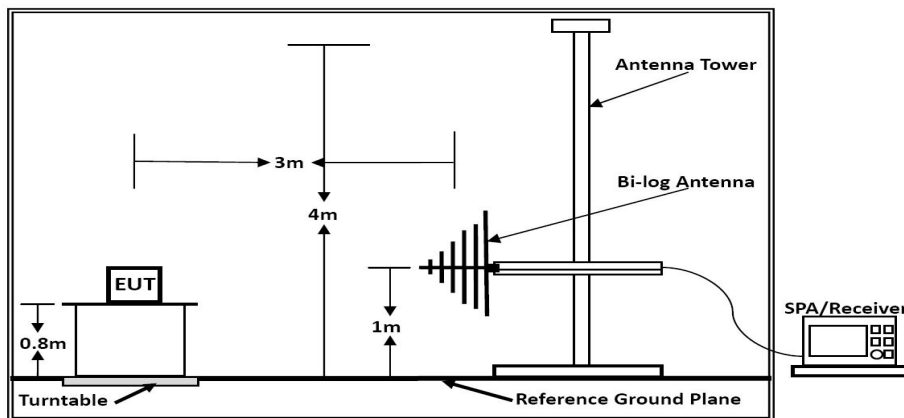 Antenna Tower
3m
Bi-log Antenna
4m
EUT
SPA/Receiver
0.8m
1m
Turntable
Reference Ground Plane